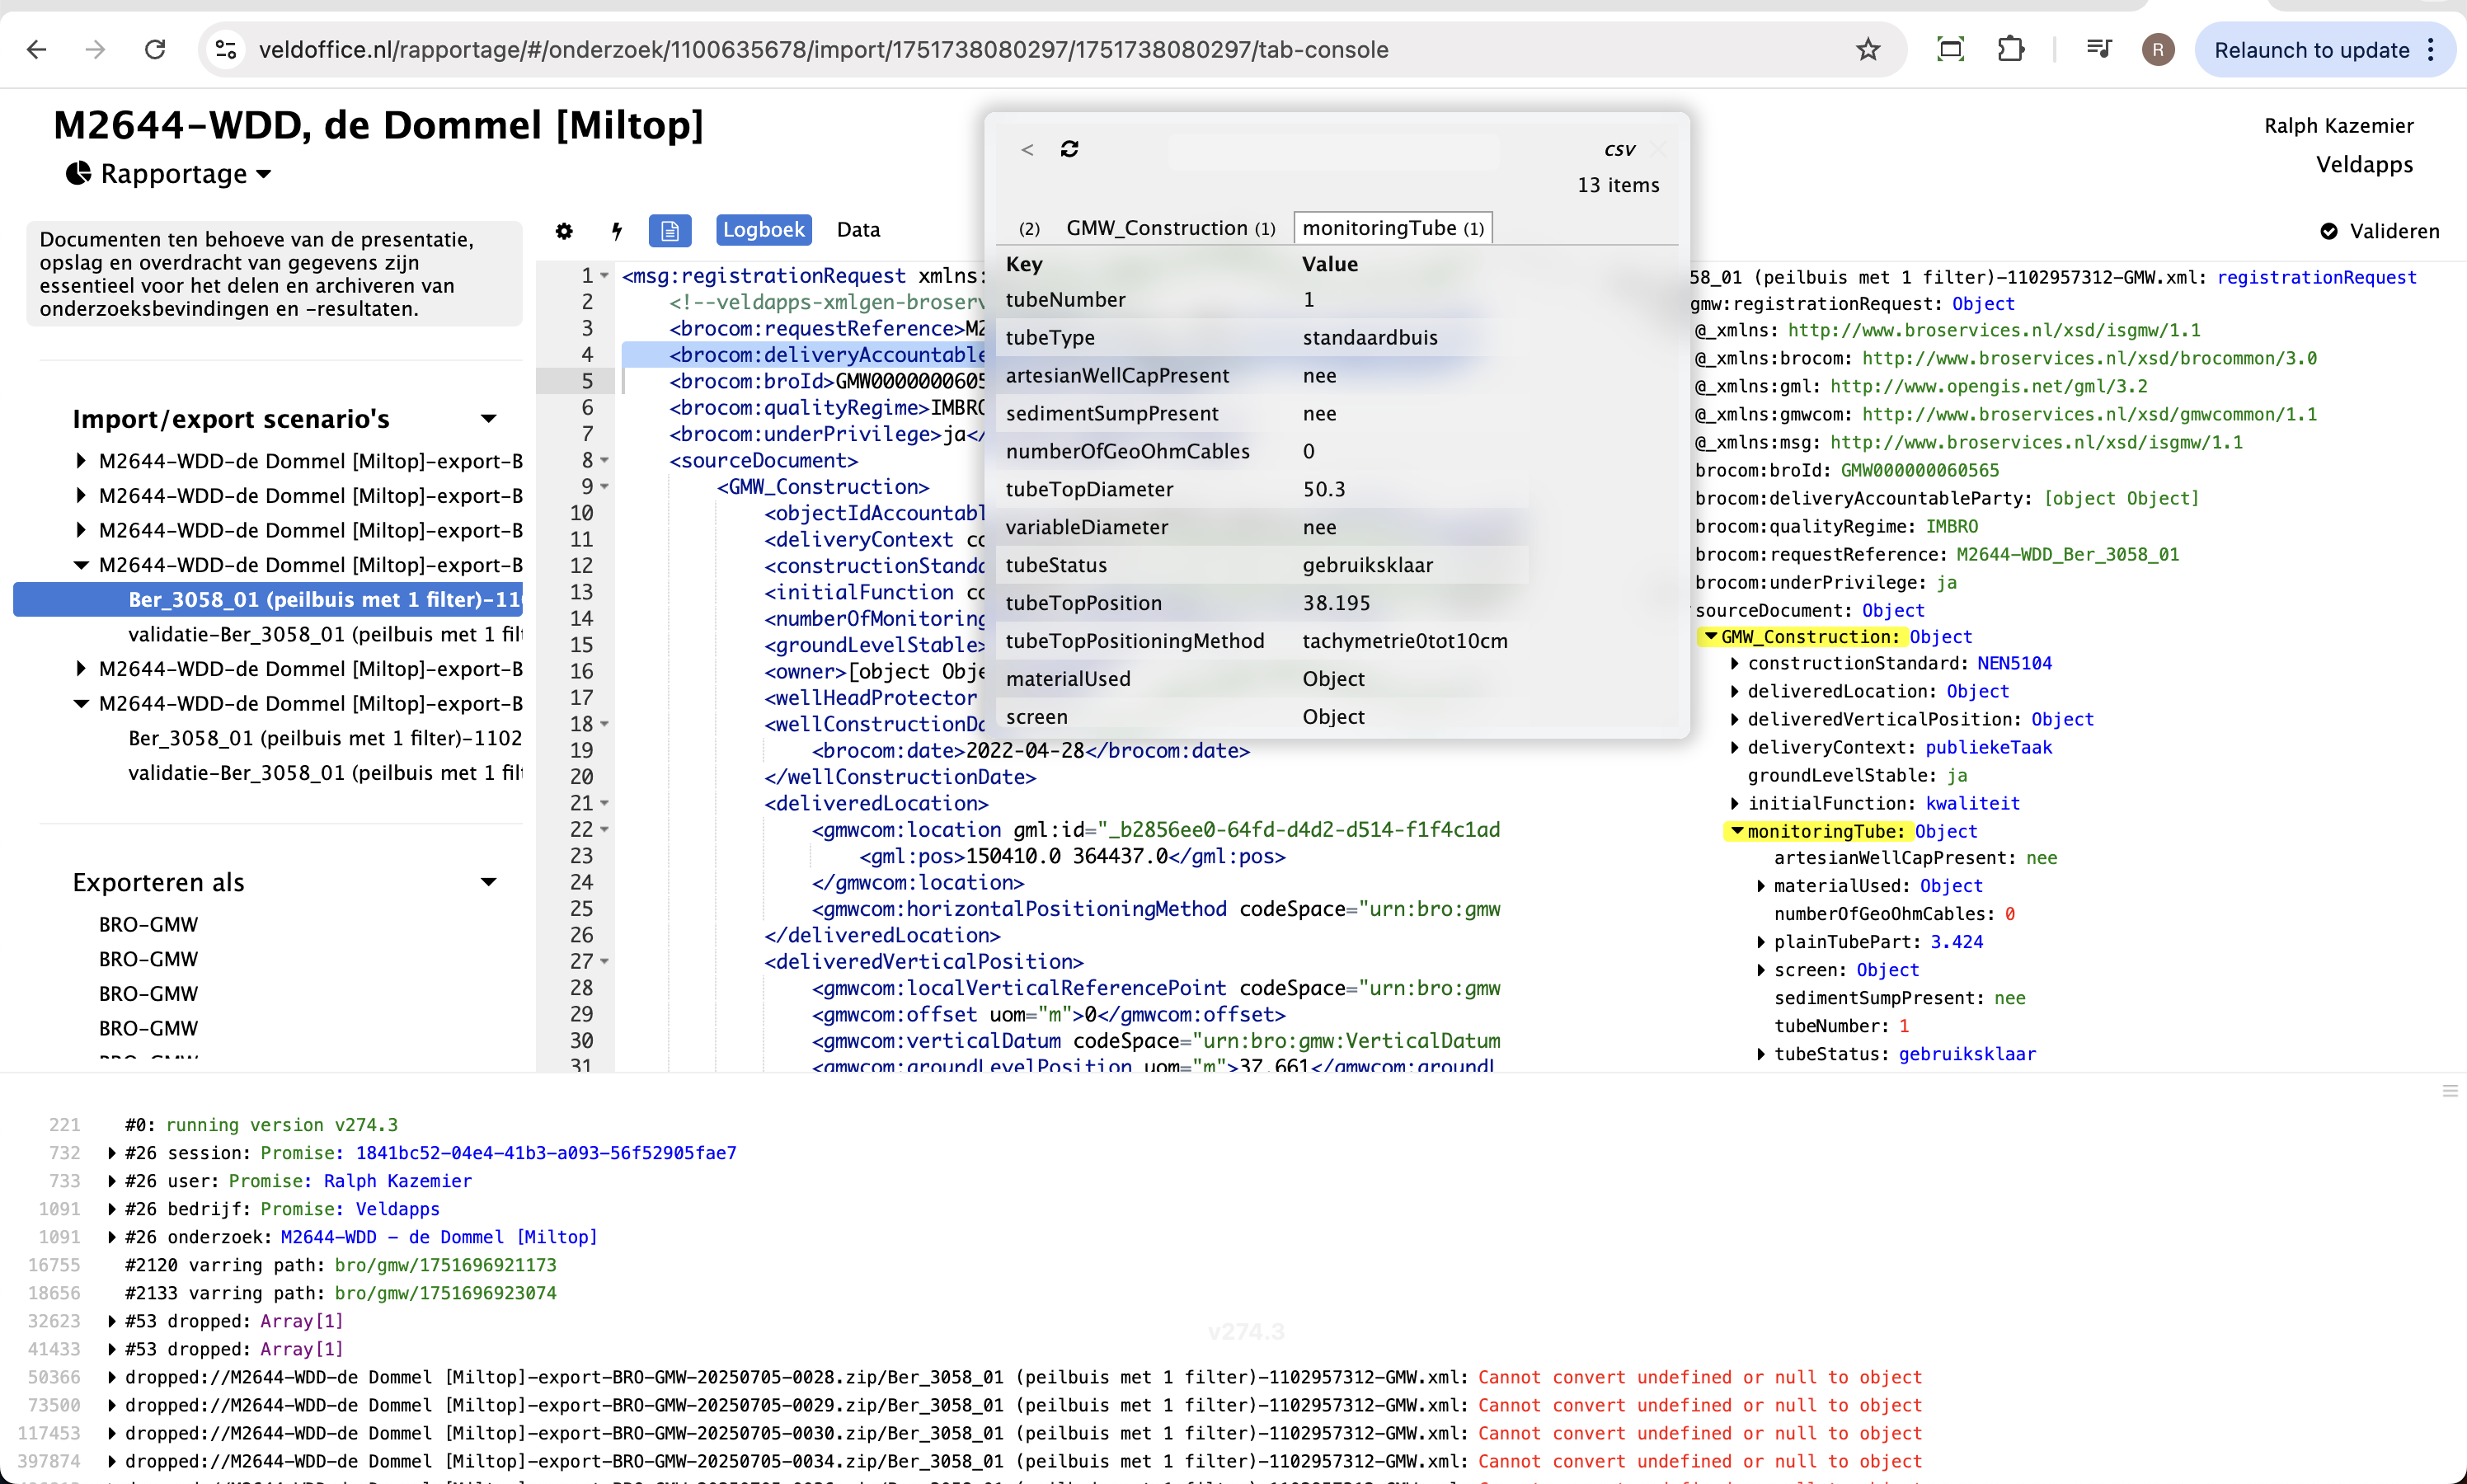 veldoffice.nl/rapportage/#/onderzoek/1100635678/import/1751738080297/1751738080297/tab-console
R
Relaunch to update
M2644-WDD, de Dommel [Miltop]
Rapportage
Ralph Kazemier
Veldapps
Documenten ten behoeve van de presentatie,
opslag en overdracht van gegevens zijn
essentieel voor het delen en archiveren van
onderzoeksbevindingen en -resultaten.
Import/export scenario's
M2644-WDD-de Dommel [Miltop]-export-B
M2644-WDD-de Dommel [Miltop]-export-B
M2644-WDD-de Dommel [Miltop]-export-B
M2644-WDD-de Dommel [Miltop]-export-B
Ber_3058_01 (peilbuis met 1 filter)-110
validatie-Ber_3058_01 (peilbuis met 1 filt
M2644-WDD-de Dommel [Miltop]-export-B
M2644-WDD-de Dommel [Miltop]-export-B
Ber_3058_01 (peilbuis met 1 filter)-1102
validatie-Ber_3058_01 (peilbuis met 1 filt
Exporteren als
BRO-GMW
BRO-GMW
BRO-GMW
BRO-GMW
BRO-GMW
Logboek Data
1 <msg:registrationRequest xmlns:
2 <!--veldapps-xmlgen-broserv
3 <brocom:requestReference>M2
4 <brocom:deliveryAccountable
5 <brocom:broId>GMW0000000605
6 <brocom:qualityRegime>IMBRO
7 <brocom:underPrivilege>ja</
8 <sourceDocument>
9 <GMW_Construction>
10 <objectIdAccountabl
11 <deliveryContext co
12 <constructionStanda
13 <initialFunction co
14 <numberOfMonitoring
15 <groundLevelStable>
16 <owner>[object Obje
17 <wellHeadProtector
18 <wellConstructionDa
19 <brocom:date>2022-04-28</brocom:date>
20 </wellConstructionDate>
21 <deliveredLocation>
22 <gmwcom:location gml:id="_b2856ee0-64fd-d4d2-d514-f1f4c1ad
23 <gml:pos>150410.0 364437.0</gml:pos>
24 </gmwcom:location>
25 <gmwcom:horizontalPositioningMethod codeSpace="urn:bro:gmw
26 </deliveredLocation>
27 <deliveredVerticalPosition>
28 <gmwcom:localVerticalReferencePoint codeSpace="urn:bro:gmw
29 <gmwcom:offset uom="m">0</gmwcom:offset>
30 <gmwcom:verticalDatum codeSpace="urn:bro:gmw:VerticalDatum
31 <gmwcom:groundLevelPosition uom="m">37.661</gmwcom:groundL
< csv
13 items
(2) GMW_Construction (1) monitoringTube (1)
Key Value
tubeNumber 1
tubeType standaardbuis
artesianWellCapPresent nee
sedimentSumpPresent nee
numberOfGeoOhmCables 0
tubeTopDiameter 50.3
variableDiameter nee
tubeStatus gebruiksklaar
tubeTopPosition 38.195
tubeTopPositioningMethod tachymetrie0tot10cm
materialUsed Object
screen Object
Valideren
58_01 (peilbuis met 1 filter)-1102957312-GMW.xml: registrationRequest
gmw:registrationRequest: Object
@_xmlns: http://www.broservices.nl/xsd/isgmw/1.1
@_xmlns:brocom: http://www.broservices.nl/xsd/brocommon/3.0
@_xmlns:gml: http://www.opengis.net/gml/3.2
@_xmlns:gmwcom: http://www.broservices.nl/xsd/gmwcommon/1.1
@_xmlns:msg: http://www.broservices.nl/xsd/isgmw/1.1
brocom:broId: GMW000000060565
brocom:deliveryAccountableParty: [object Object]
brocom:qualityRegime: IMBRO
brocom:requestReference: M2644-WDD_Ber_3058_01
brocom:underPrivilege: ja
sourceDocument: Object
GMW_Construction: Object
constructionStandard: NEN5104
deliveredLocation: Object
deliveredVerticalPosition: Object
deliveryContext: publiekeTaak
groundLevelStable: ja
initialFunction: kwaliteit
monitoringTube: Object
artesianWellCapPresent: nee
materialUsed: Object
numberOfGeoOhmCables: 0
plainTubePart: 3.424
screen: Object
sedimentSumpPresent: nee
tubeNumber: 1
tubeStatus: gebruiksklaar
221 #0: running version v274.3
732 #26 session: Promise: 1841bc52-04e4-41b3-a093-56f52905fae7
733 #26 user: Promise: Ralph Kazemier
1091 #26 bedrijf: Promise: Veldapps
1091 #26 onderzoek: M2644-WDD - de Dommel [Miltop]
16755 #2120 varring path: bro/gmw/1751696921173
18656 #2133 varring path: bro/gmw/1751696923074
32623 #53 dropped: Array[1]
v274.3
41433 #53 dropped: Array[1]
50366 dropped://M2644-WDD-de Dommel [Miltop]-export-BRO-GMW-20250705-0028.zip/Ber_3058_01 (peilbuis met 1 filter)-1102957312-GMW.xml: Cannot convert undefined or null to object
73500 dropped://M2644-WDD-de Dommel [Miltop]-export-BRO-GMW-20250705-0029.zip/Ber_3058_01 (peilbuis met 1 filter)-1102957312-GMW.xml: Cannot convert undefined or null to object
117453 dropped://M2644-WDD-de Dommel [Miltop]-export-BRO-GMW-20250705-0030.zip/Ber_3058_01 (peilbuis met 1 filter)-1102957312-GMW.xml: Cannot convert undefined or null to object
397874 dropped://M2644-WDD-de Dommel [Miltop]-export-BRO-GMW-20250705-0034.zip/Ber_3058_01 (peilbuis met 1 filter)-1102957312-GMW.xml: Cannot convert undefined or null to object